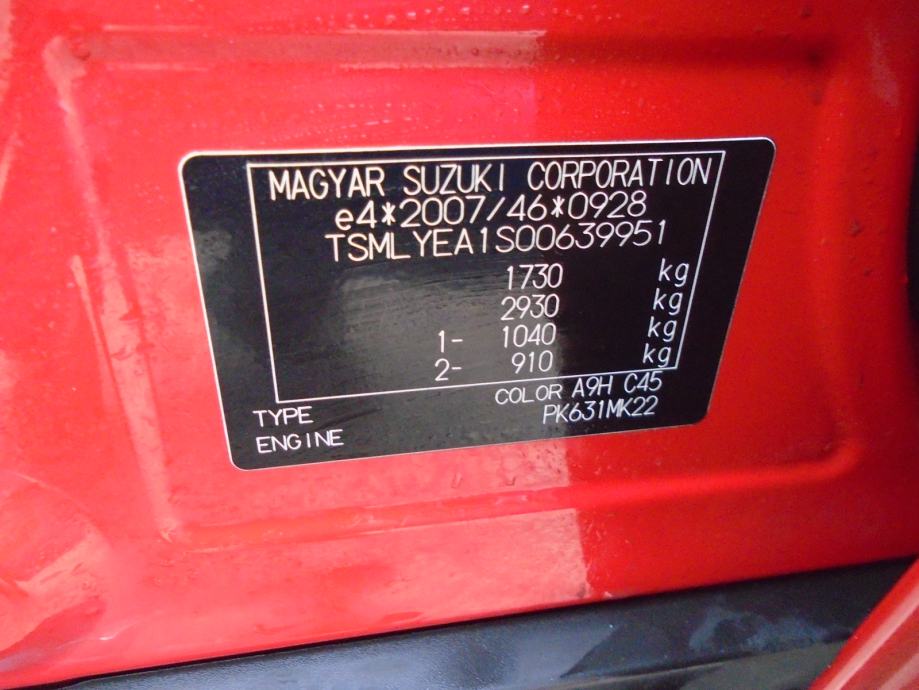 MAGYAR SUZUKI CORPORATION
e4*2007/46*0928
TSMLYEA1S00639951
1730 kg
2930 kg
1- 1040 kg
2- 910 kg
COLOR A9H C45
TYPE PK631MK22
ENGINE